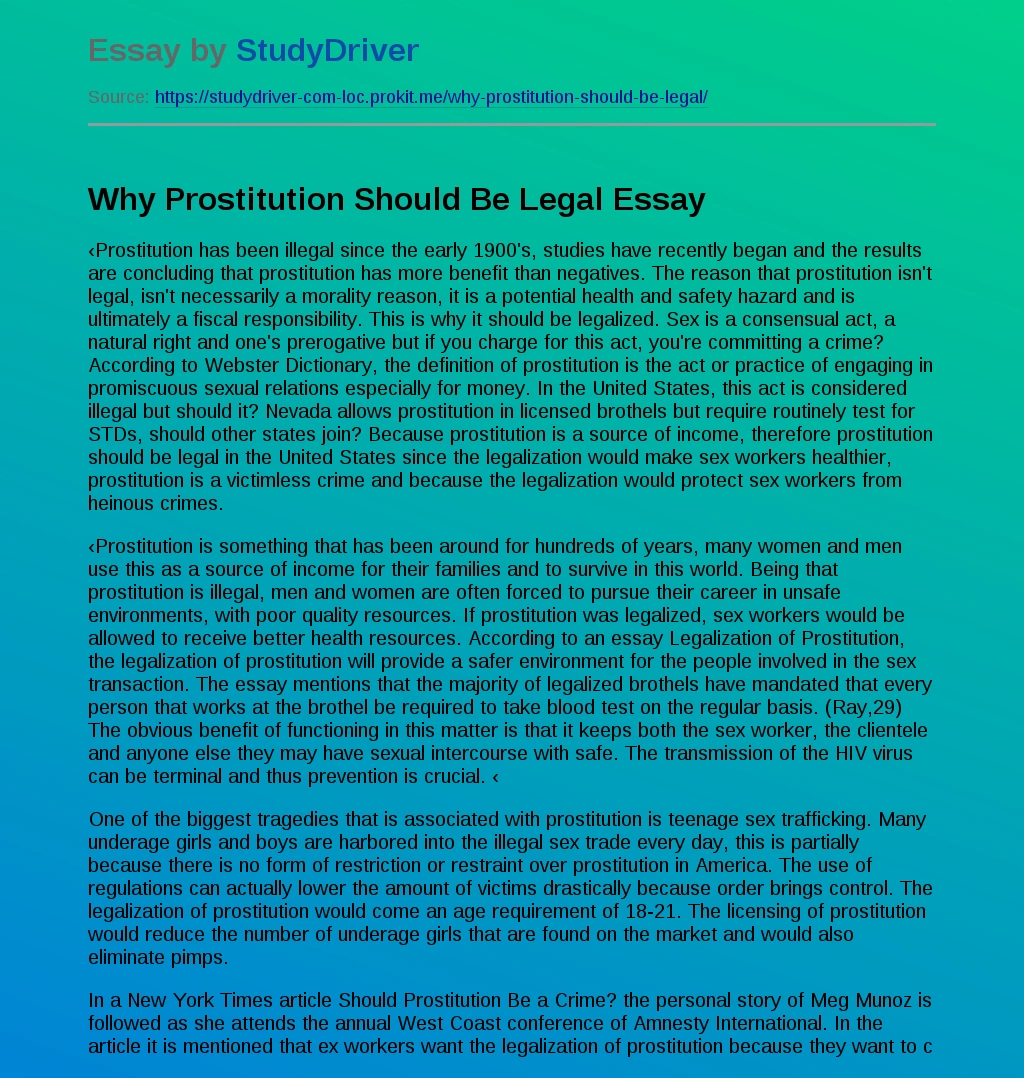 Essay by StudyDriver
Source: https://studydriver-com-loc.prokit.me/why-prostitution-should-be-legal/
Why Prostitution Should Be Legal Essay
‹Prostitution has been illegal since the early 1900's, studies have recently began and the results
are concluding that prostitution has more benefit than negatives. The reason that prostitution isn't
legal, isn't necessarily a morality reason, it is a potential health and safety hazard and is
ultimately a fiscal responsibility. This is why it should be legalized. Sex is a consensual act, a
natural right and one's prerogative but if you charge for this act, you're committing a crime?
According to Webster Dictionary, the definition of prostitution is the act or practice of engaging in
promiscuous sexual relations especially for money. In the United States, this act is considered
illegal but should it? Nevada allows prostitution in licensed brothels but require routinely test for
STDs, should other states join? Because prostitution is a source of income, therefore prostitution
should be legal in the United States since the legalization would make sex workers healthier,
prostitution is a victimless crime and because the legalization would protect sex workers from
heinous crimes.
‹Prostitution is something that has been around for hundreds of years, many women and men
use this as a source of income for their families and to survive in this world. Being that
prostitution is illegal, men and women are often forced to pursue their career in unsafe
environments, with poor quality resources. If prostitution was legalized, sex workers would be
allowed to receive better health resources. According to an essay Legalization of Prostitution,
the legalization of prostitution will provide a safer environment for the people involved in the sex
transaction. The essay mentions that the majority of legalized brothels have mandated that every
person that works at the brothel be required to take blood test on the regular basis. (Ray,29)
The obvious benefit of functioning in this matter is that it keeps both the sex worker, the clientele
and anyone else they may have sexual intercourse with safe. The transmission of the HIV virus
can be terminal and thus prevention is crucial. ‹
One of the biggest tragedies that is associated with prostitution is teenage sex trafficking. Many
underage girls and boys are harbored into the illegal sex trade every day, this is partially
because there is no form of restriction or restraint over prostitution in America. The use of
regulations can actually lower the amount of victims drastically because order brings control. The
legalization of prostitution would come an age requirement of 18-21. The licensing of prostitution
would reduce the number of underage girls that are found on the market and would also
eliminate pimps.
In a New York Times article Should Prostitution Be a Crime? the personal story of Meg Munoz is
followed as she attends the annual West Coast conference of Amnesty International. In the
article it is mentioned that ex workers want the legalization of prostitution because they want to c